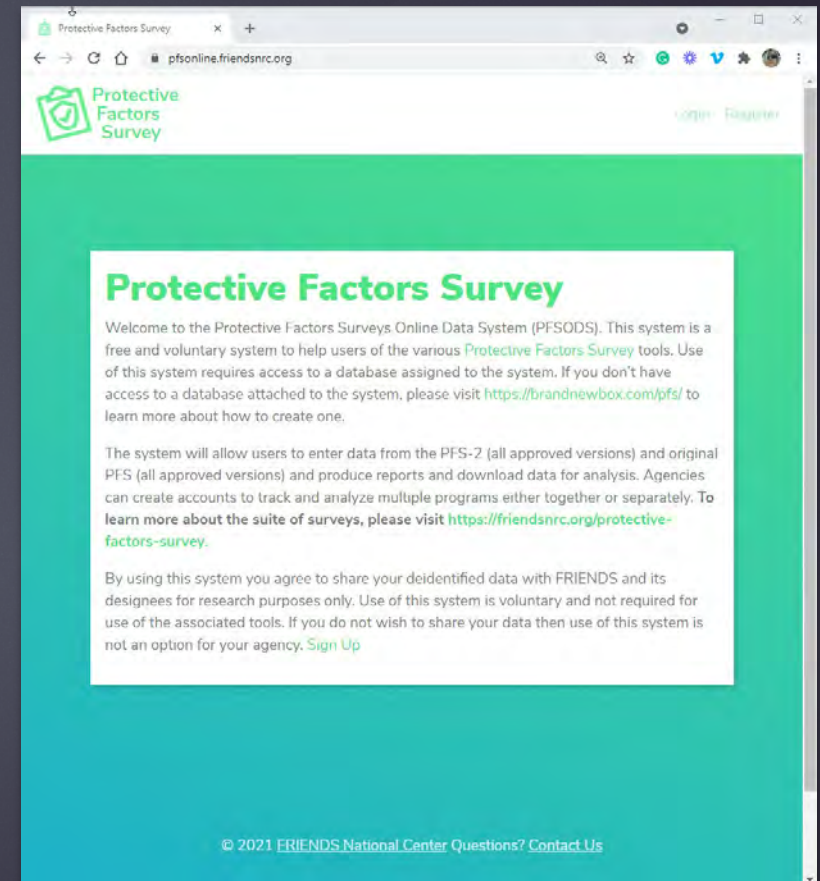 Protective Factors Survey
pfsonline.friendsnrc.org
Protective
Factors
Survey
Login Register
Protective Factors Survey
Welcome to the Protective Factors Surveys Online Data System (PFSODS). This system is a
free and voluntary system to help users of the various Protective Factors Survey tools. Use
of this system requires access to a database assigned to the system. If you don't have
access to a database attached to the system, please visit https://brandnewbox.com/pfs/ to
learn more about how to create one.
The system will allow users to enter data from the PFS-2 (all approved versions) and original
PFS (all approved versions) and produce reports and download data for analysis. Agencies
can create accounts to track and analyze multiple programs either together or separately. To
learn more about the suite of surveys, please visit https://friendsnrc.org/protective-
factors-survey.
By using this system you agree to share your deidentified data with FRIENDS and its
designees for research purposes only. Use of this system is voluntary and not required for
use of the associated tools. If you do not wish to share your data then use of this system is
not an option for your agency. Sign Up
© 2021 FRIENDS National Center Questions? Contact Us